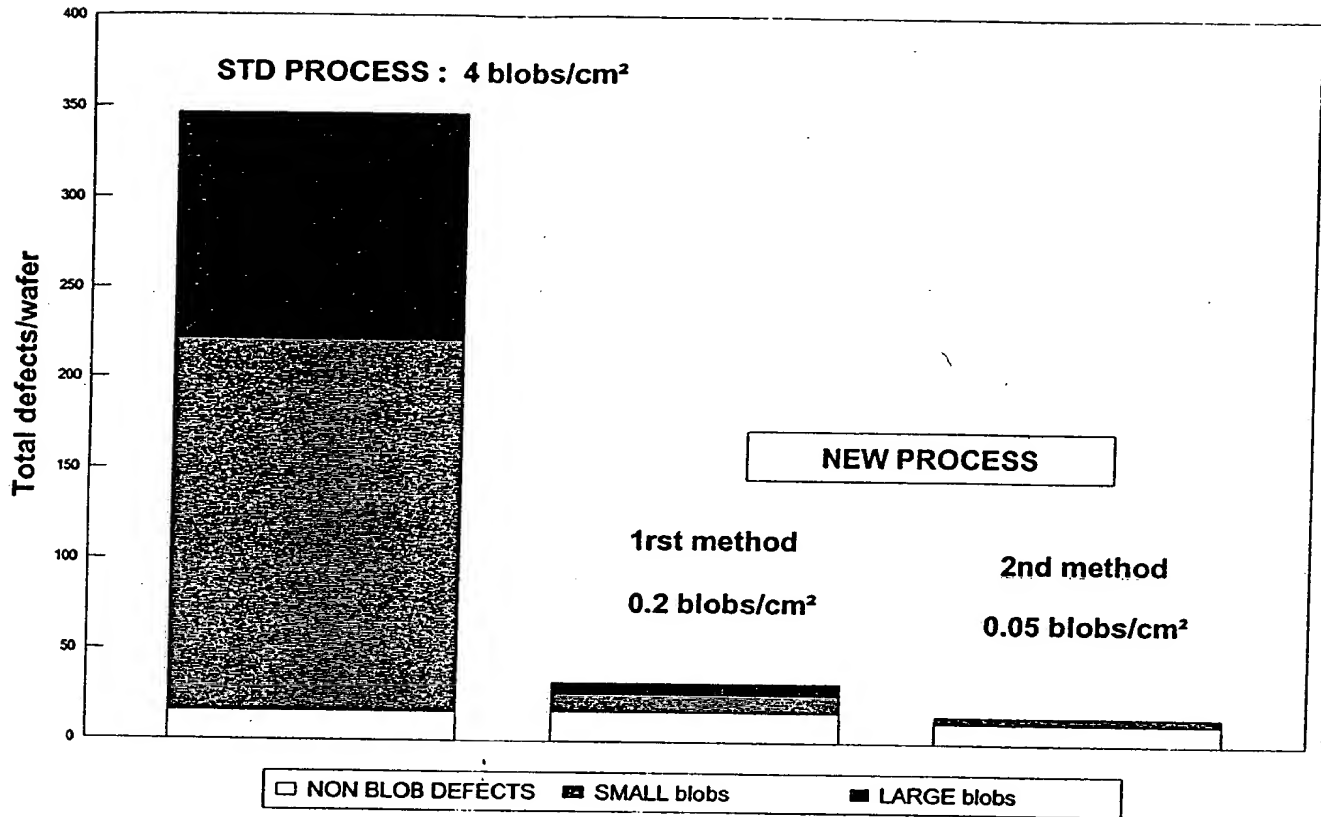 400
350
300
250
200
150
100
50
0
Total defects/wafer
STD PROCESS : 4 blobs/cm²
NEW PROCESS
1rst method
0.2 blobs/cm²
2nd method
0.05 blobs/cm²
NON BLOB DEFECTS SMALL blobs LARGE blobs